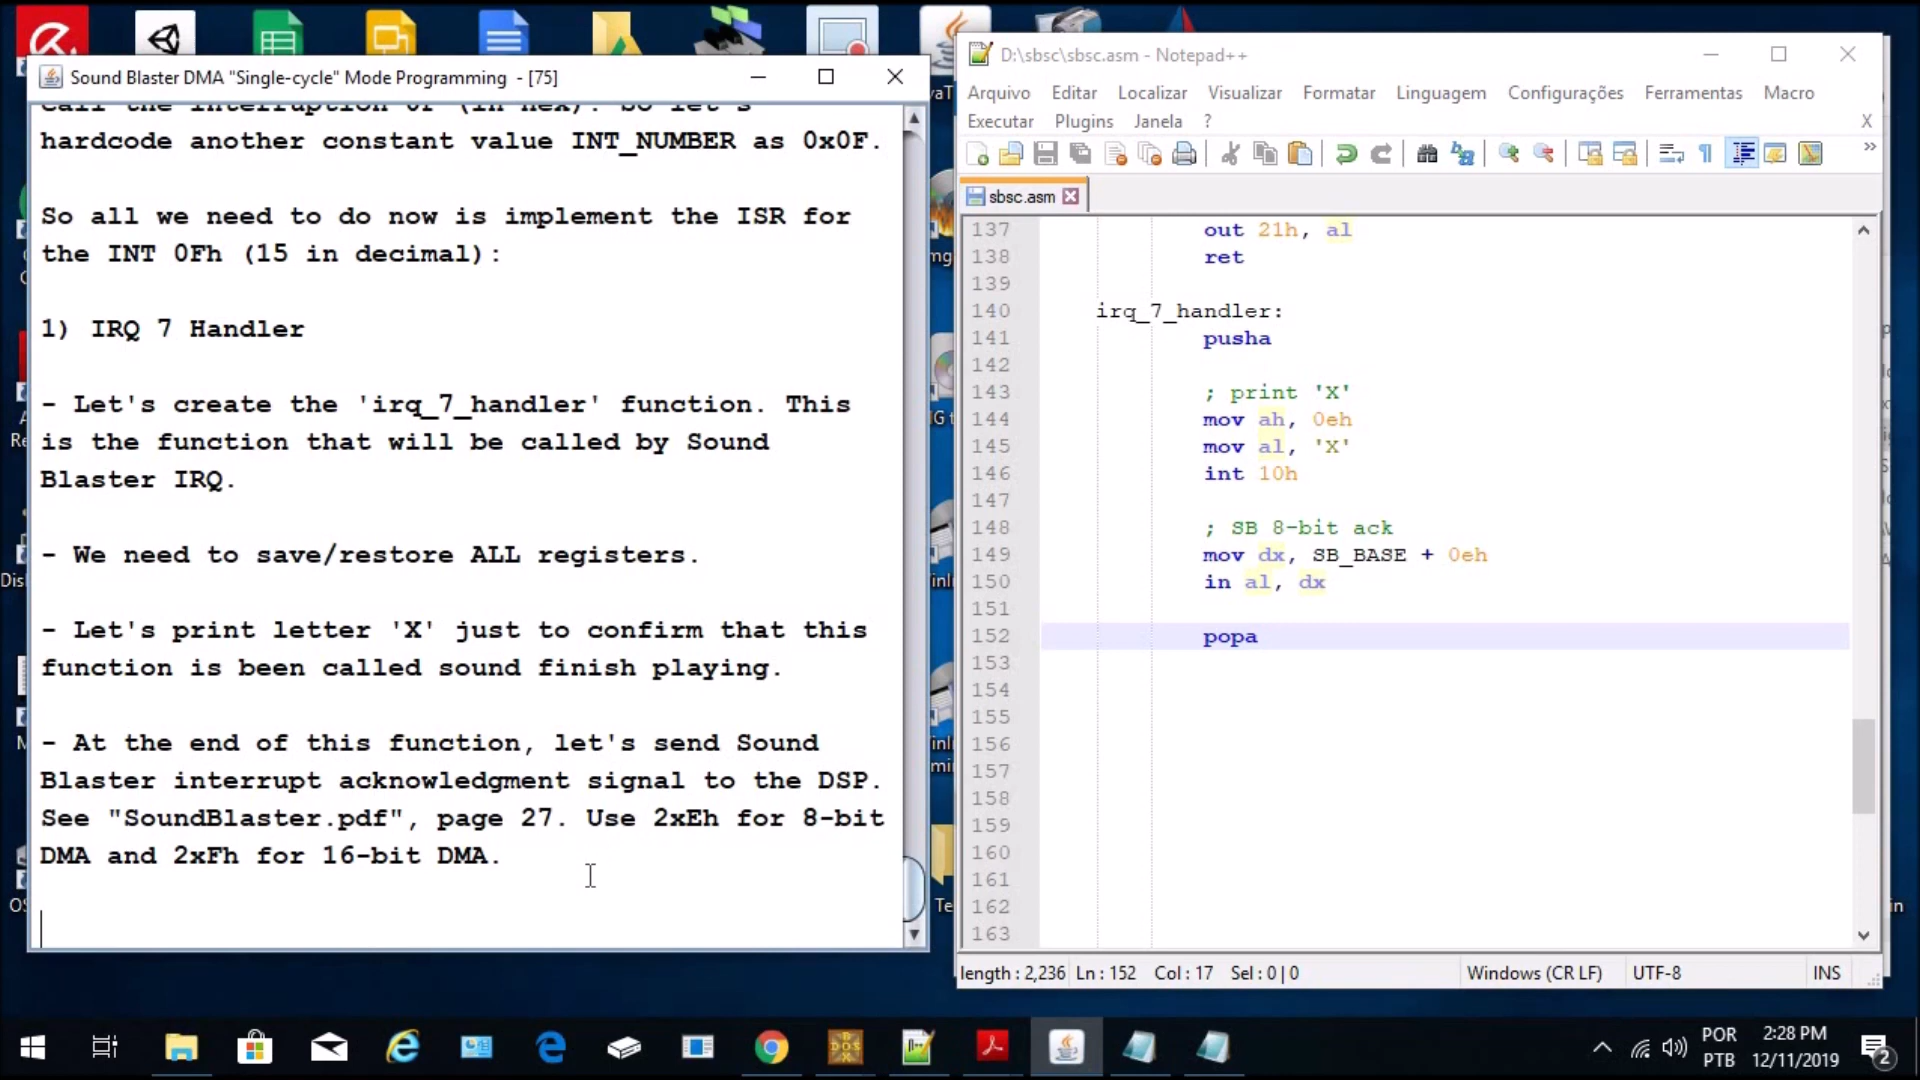 Sound Blaster DMA "Single-cycle" Mode Programming - [75]
hardcode another constant value INT_NUMBER as 0x0F.
So all we need to do now is implement the ISR for
the INT 0Fh (15 in decimal):
1) IRQ 7 Handler
- Let's create the 'irq_7_handler' function. This
is the function that will be called by Sound
Blaster IRQ.
- We need to save/restore ALL registers.
- Let's print letter 'X' just to confirm that this
function is been called sound finish playing.
- At the end of this function, let's send Sound
Blaster interrupt acknowledgment signal to the DSP.
See "SoundBlaster.pdf", page 27. Use 2xEh for 8-bit
DMA and 2xFh for 16-bit DMA.
D:\sbsc\sbsc.asm - Notepad++
Arquivo Editar Localizar Visualizar Formatar Linguagem Configurações Ferramentas Macro
Executar Plugins Janela ? X
sbsc.asm
137 out 21h, al
138 ret
139
140 irq_7_handler:
141 pusha
142
143 ; print 'X'
144 mov ah, 0eh
145 mov al, 'X'
146 int 10h
147
148 ; SB 8-bit ack
149 mov dx, SB_BASE + 0eh
150 in al, dx
151
152 popa
153
154
155
156
157
158
159
160
161
162
163
length : 2,236 Ln : 152 Col : 17 Sel : 0 | 0 Windows (CR LF) UTF-8 INS
POR
PTB
2:28 PM
12/11/2019
2